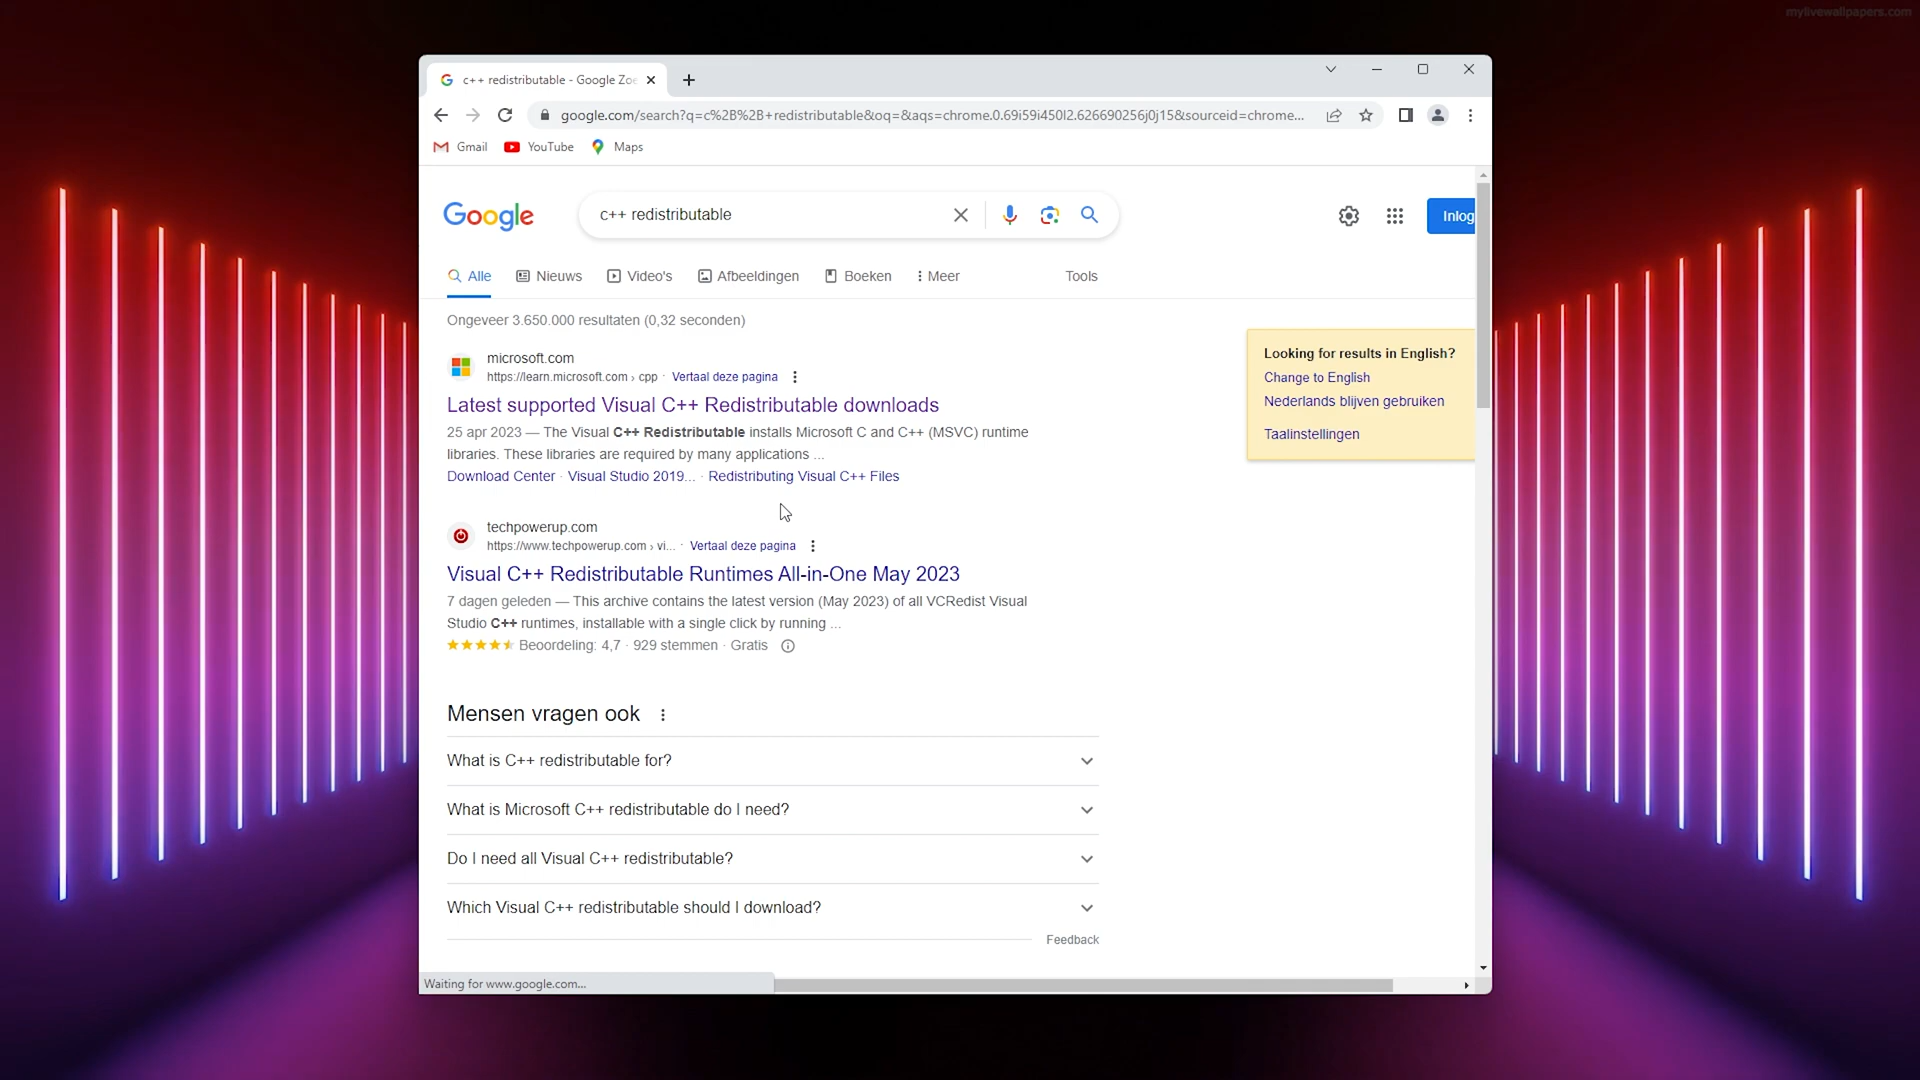 mylivewallpapers.com
c++ redistributable - Google Zoe
google.com/search?q=c%2B%2B+redistributable&oq=&aqs=chrome.0.69i59i450l2.626690256j0j15&sourceid=chrome...
Gmail YouTube Maps
Google c++ redistributable Inlog
Alle Nieuws Video's Afbeeldingen Boeken Meer Tools
Ongeveer 3.650.000 resultaten (0,32 seconden)
microsoft.com
https://learn.microsoft.com › cpp · Vertaal deze pagina
Latest supported Visual C++ Redistributable downloads
25 apr 2023 — The Visual C++ Redistributable installs Microsoft C and C++ (MSVC) runtime
libraries. These libraries are required by many applications ...
Download Center · Visual Studio 2019... · Redistributing Visual C++ Files
Looking for results in English?
Change to English
Nederlands blijven gebruiken
Taalinstellingen
techpowerup.com
https://www.techpowerup.com › vi... · Vertaal deze pagina
Visual C++ Redistributable Runtimes All-in-One May 2023
7 dagen geleden — This archive contains the latest version (May 2023) of all VCRedist Visual
Studio C++ runtimes, installable with a single click by running ...
Beoordeling: 4,7 · 929 stemmen · Gratis
Mensen vragen ook
What is C++ redistributable for?
What is Microsoft C++ redistributable do I need?
Do I need all Visual C++ redistributable?
Which Visual C++ redistributable should I download?
Feedback
Waiting for www.google.com...